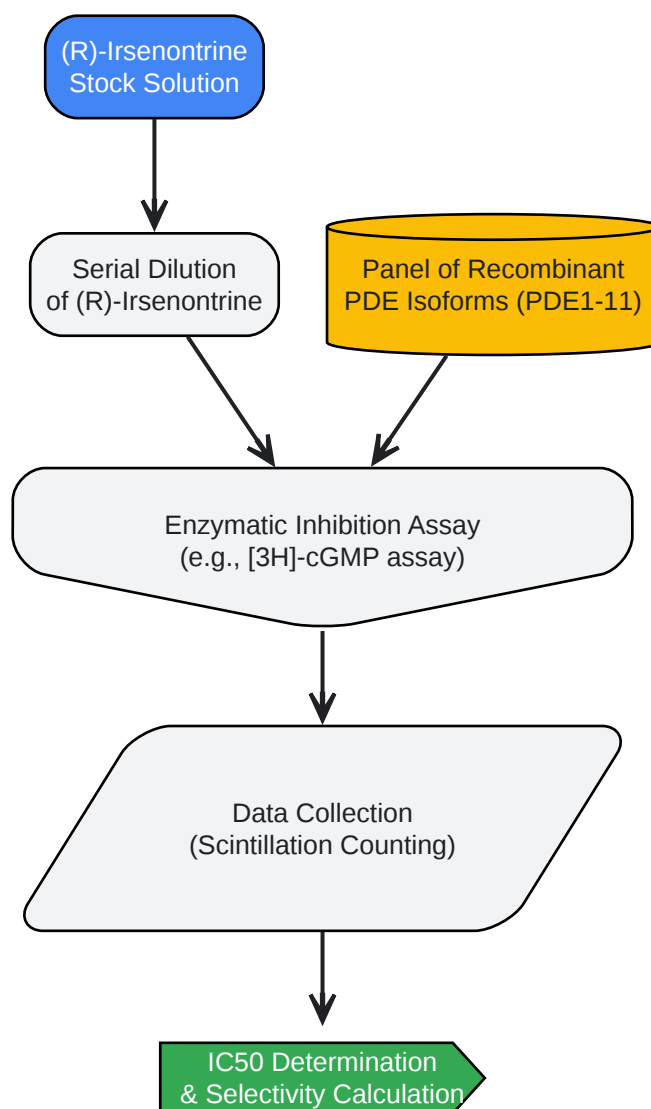 (R)-Irsenontrine
Stock Solution
Serial Dilution
of (R)-Irsenontrine
Panel of Recombinant
PDE Isoforms (PDE1-11)
Enzymatic Inhibition Assay
(e.g., [3H]-cGMP assay)
Data Collection
(Scintillation Counting)
IC50 Determination
& Selectivity Calculation